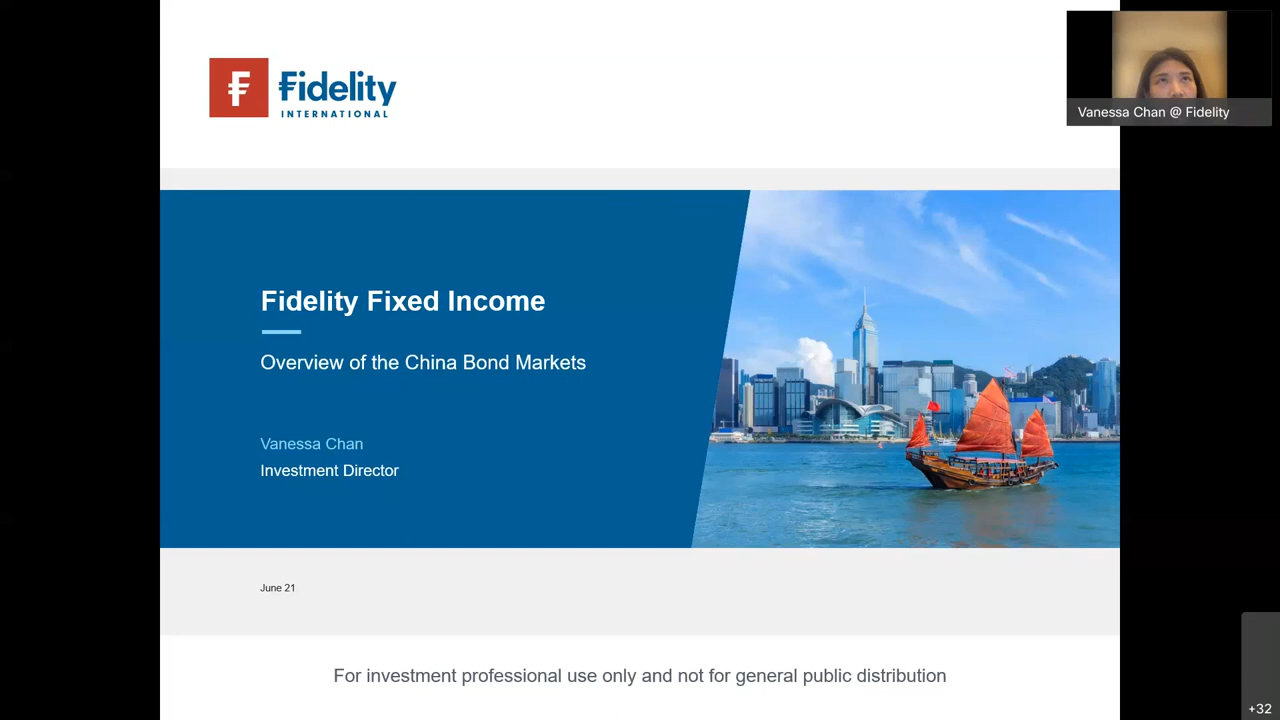 Fidelity
INTERNATIONAL
Vanessa Chan @ Fidelity
Fidelity Fixed Income
Overview of the China Bond Markets
Vanessa Chan
Investment Director
June 21
For investment professional use only and not for general public distribution
+32